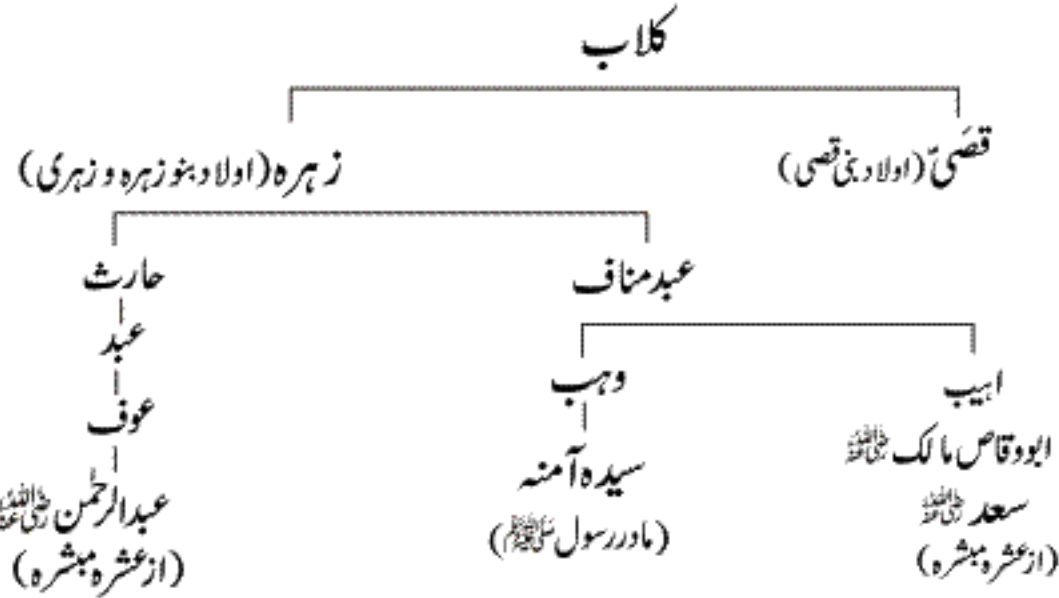 کلاب
قصَیّ (اولاد بنی قصی)
زہرہ (اولاد بنو زہرہ و زہری)
عبد مناف
حارث
عبد
عوف
عبدالرحمٰن رضی اللہ عنہ
(از عشرہ مبشرہ)
وہب
سیدہ آمنہ
(مادر رسول صلی اللہ علیہ وسلم)
اہیب
ابو وقاص مالک رضی اللہ عنہ
سعد رضی اللہ عنہ
(از عشرہ مبشرہ)